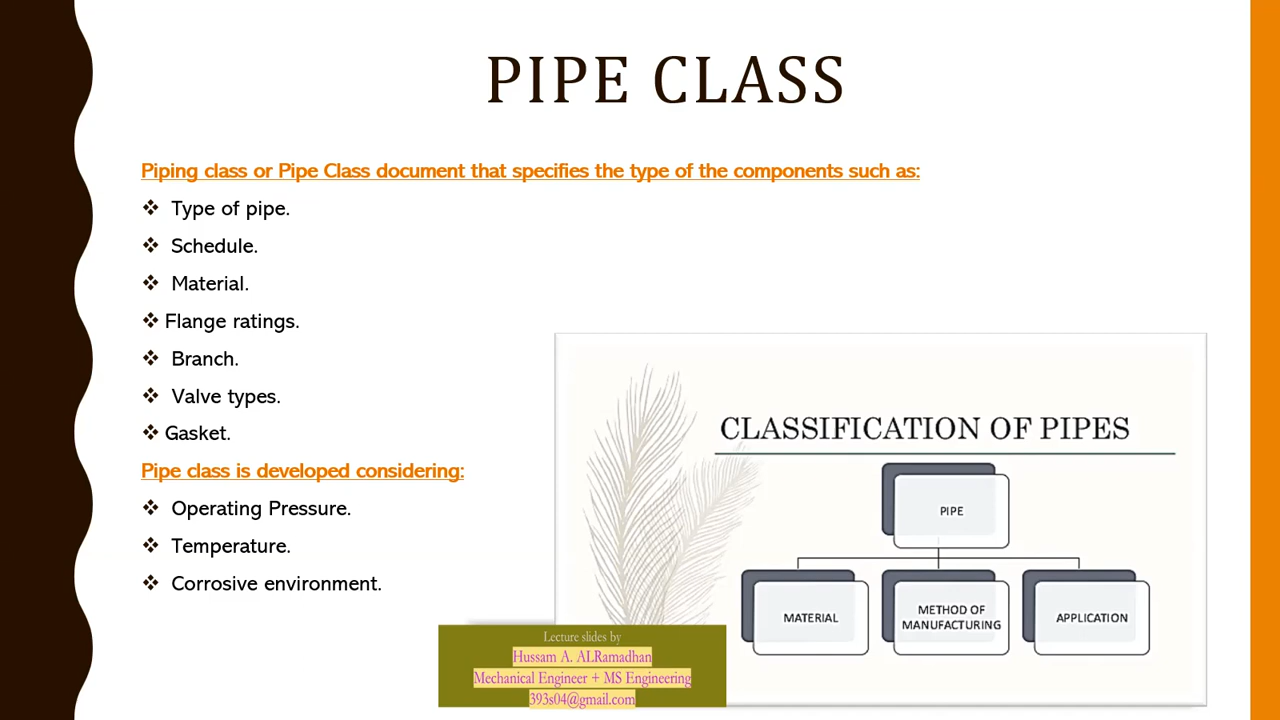 PIPE CLASS
Piping class or Pipe Class document that specifies the type of the components such as:
❖ Type of pipe.
❖ Schedule.
❖ Material.
❖ Flange ratings.
❖ Branch.
❖ Valve types.
❖ Gasket.
Pipe class is developed considering:
❖ Operating Pressure.
❖ Temperature.
❖ Corrosive environment.
CLASSIFICATION OF PIPES
PIPE
MATERIAL
METHOD OF
MANUFACTURING
APPLICATION
Lecture slides by
Hussam A. ALRamadhan
Mechanical Engineer + MS Engineering
393s04@gmail.com